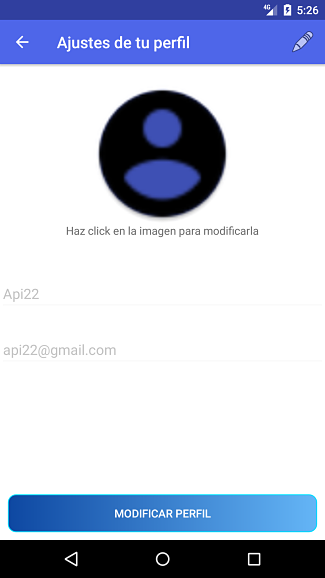 4G 5:26
Ajustes de tu perfil
Haz click en la imagen para modificarla
Api22
api22@gmail.com
MODIFICAR PERFIL